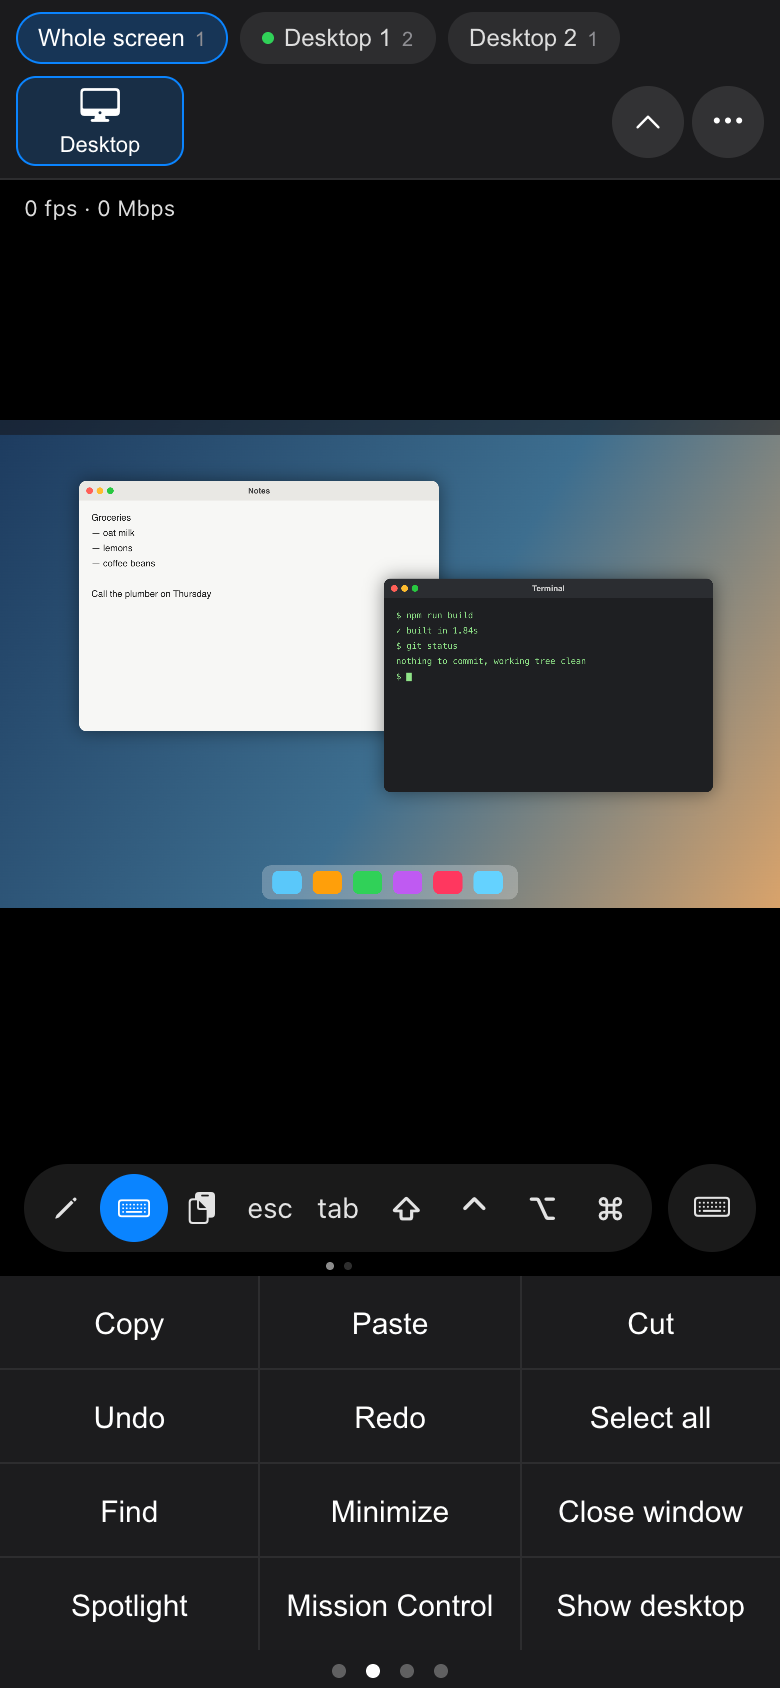 Whole screen 1
Desktop 1 2
Desktop 2 1
Desktop
0 fps · 0 Mbps
Notes
Groceries
— oat milk
— lemons
— coffee beans
Call the plumber on Thursday
Terminal
$ npm run build
✓ built in 1.84s
$ git status
nothing to commit, working tree clean
$
esc tab
Copy Paste Cut
Undo Redo Select all
Find Minimize Close window
Spotlight Mission Control Show desktop